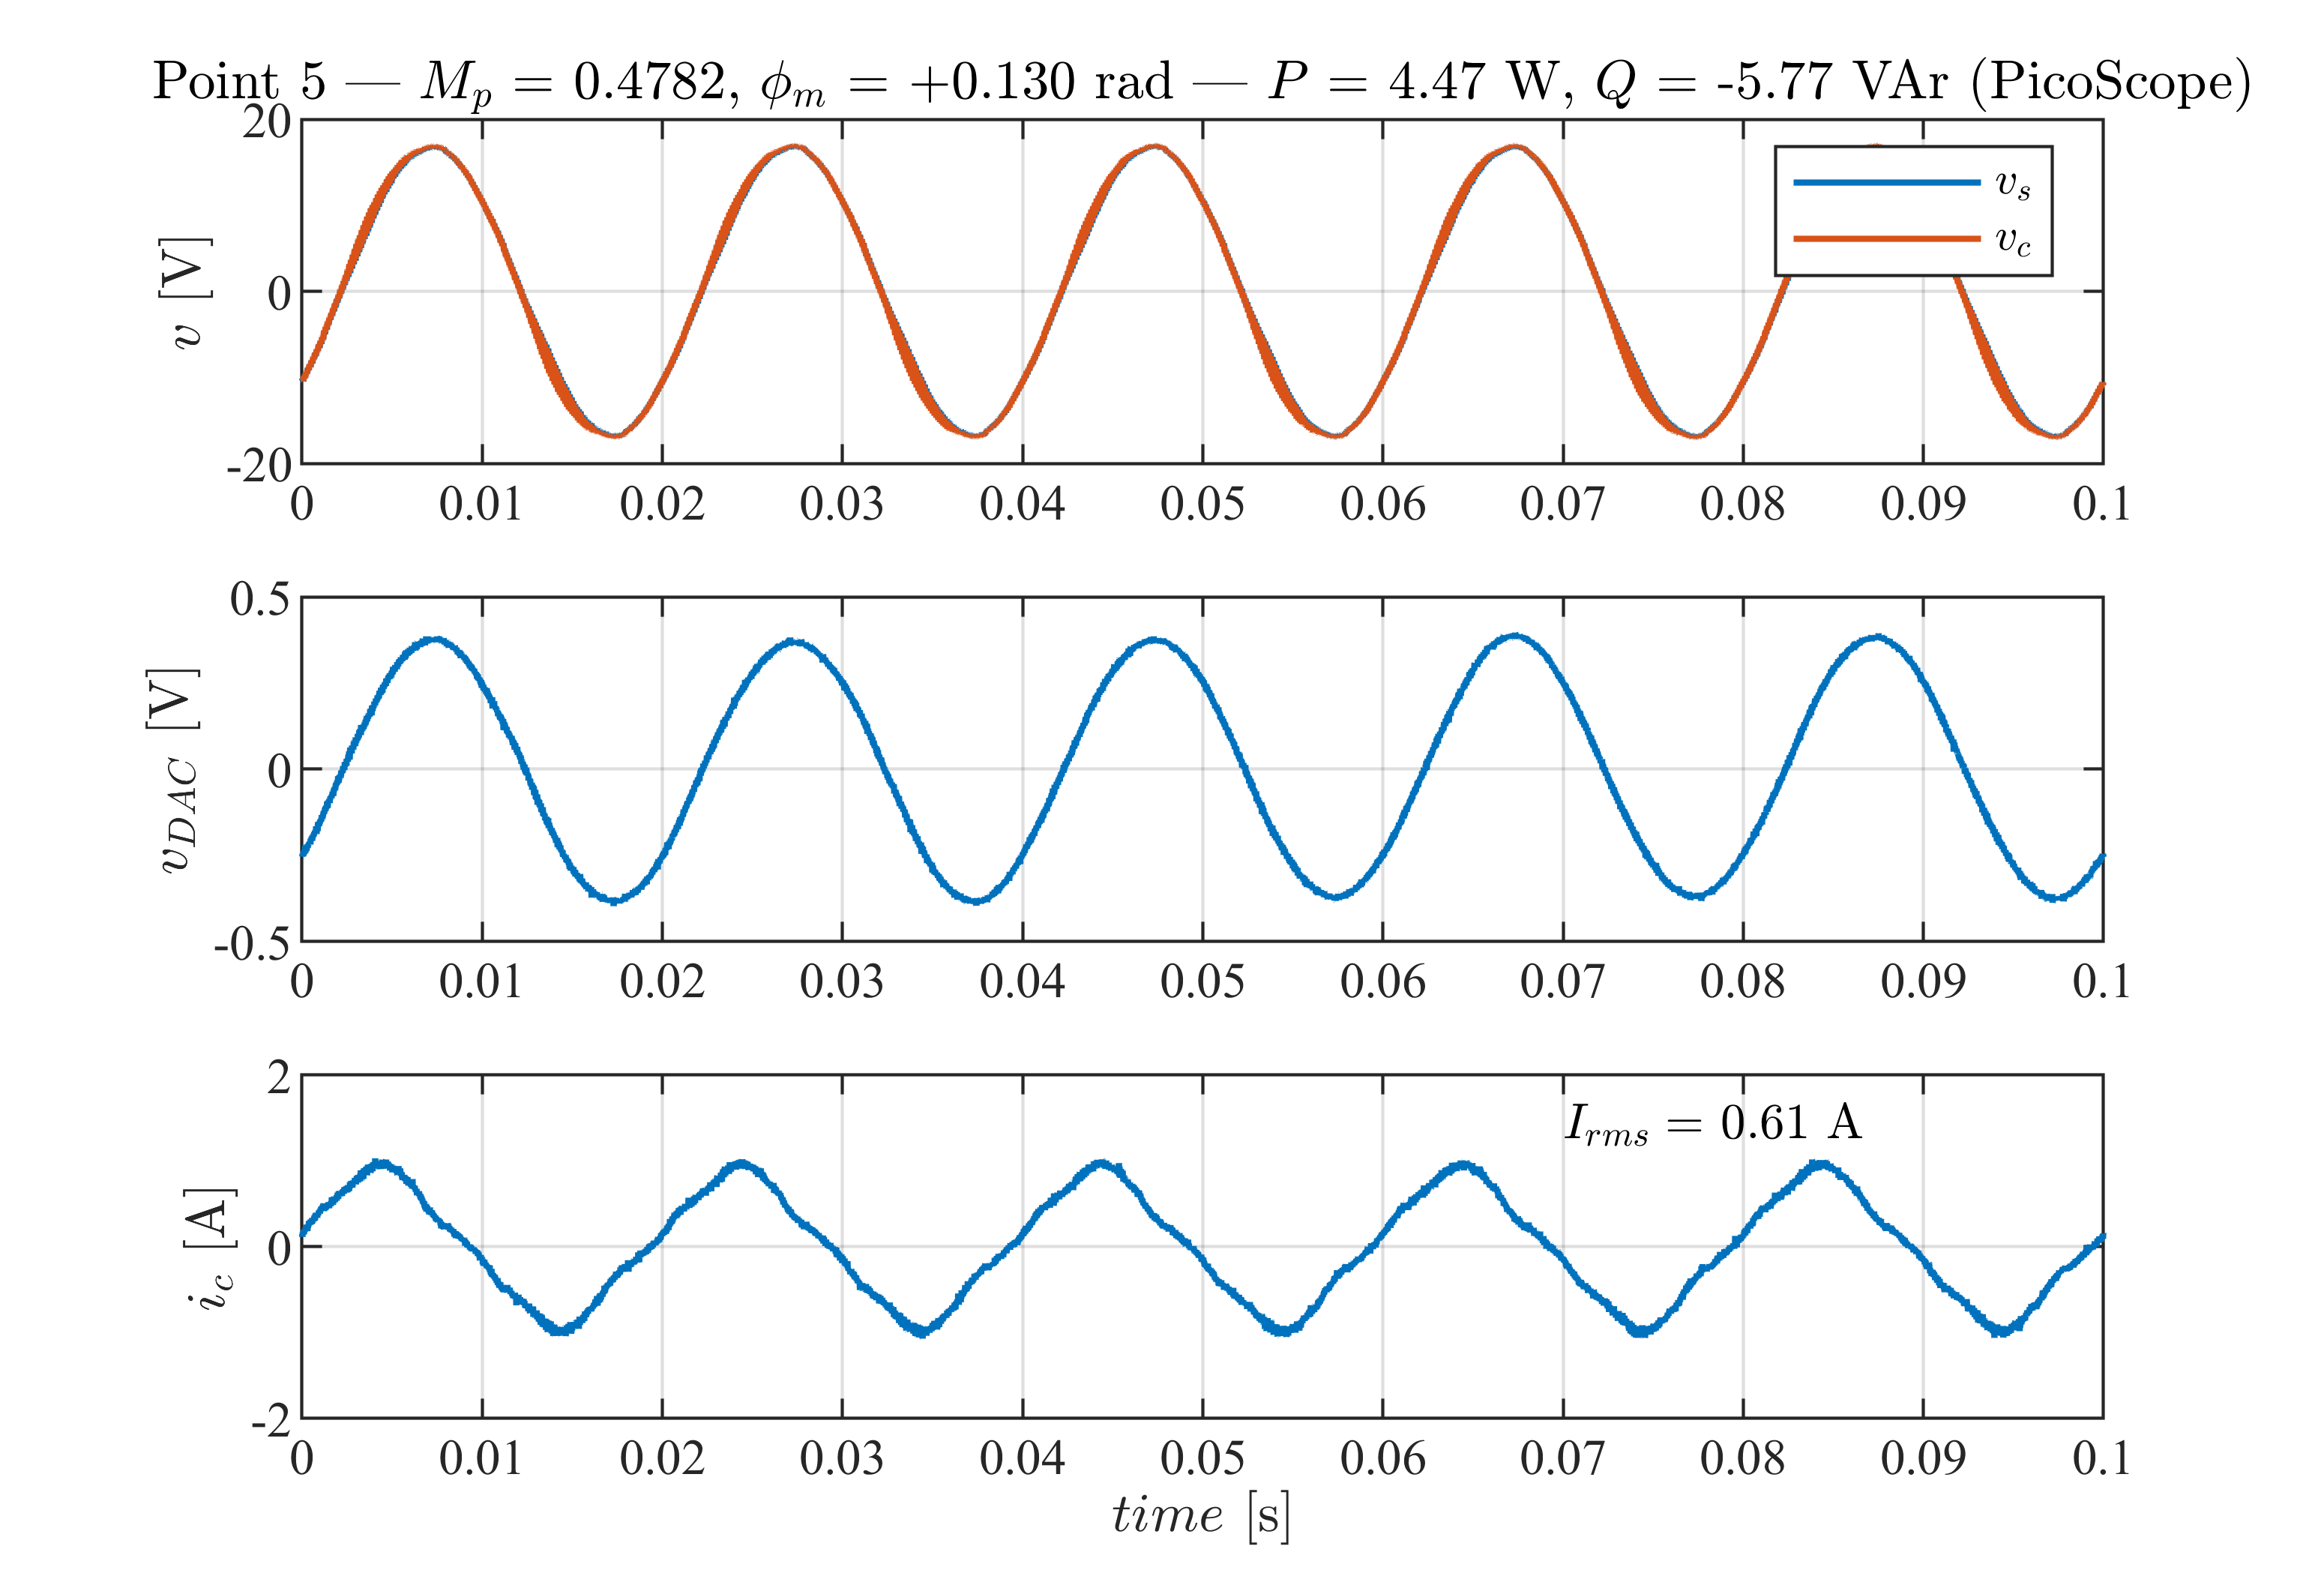 Point 5 — M_p = 0.4782, ϕ_m = +0.130 rad — P = 4.47 W, Q = -5.77 VAr (PicoScope)
20
0
-20
v [V]
v_s
v_c
0 0.01 0.02 0.03 0.04 0.05 0.06 0.07 0.08 0.09 0.1
0.5
0
-0.5
v_DAC [V]
0 0.01 0.02 0.03 0.04 0.05 0.06 0.07 0.08 0.09 0.1
2
0
-2
i_c [A]
I_rms = 0.61 A
0 0.01 0.02 0.03 0.04 0.05 0.06 0.07 0.08 0.09 0.1
time [s]